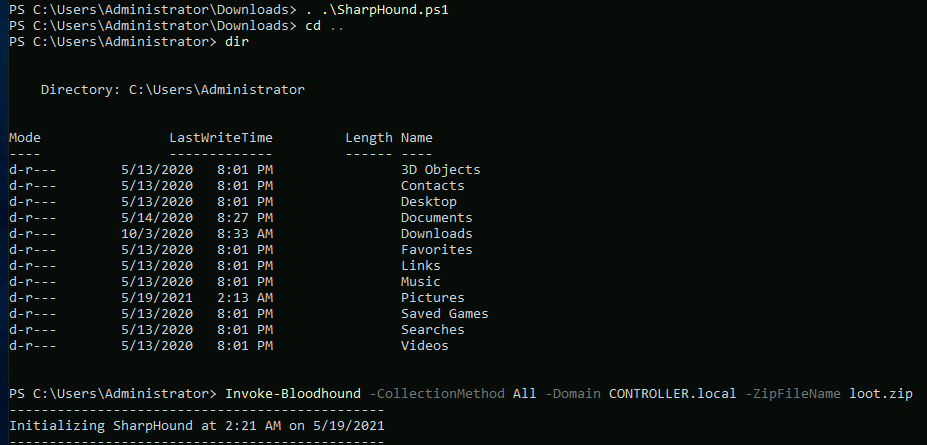 PS C:\Users\Administrator\Downloads> . .\SharpHound.ps1
PS C:\Users\Administrator\Downloads> cd ..
PS C:\Users\Administrator> dir
Directory: C:\Users\Administrator
Mode LastWriteTime Length Name
---- ------------- ------ ----
d-r--- 5/13/2020 8:01 PM 3D Objects
d-r--- 5/13/2020 8:01 PM Contacts
d-r--- 5/13/2020 8:01 PM Desktop
d-r--- 5/14/2020 8:27 PM Documents
d-r--- 10/3/2020 8:33 AM Downloads
d-r--- 5/13/2020 8:01 PM Favorites
d-r--- 5/13/2020 8:01 PM Links
d-r--- 5/13/2020 8:01 PM Music
d-r--- 5/19/2021 2:13 AM Pictures
d-r--- 5/13/2020 8:01 PM Saved Games
d-r--- 5/13/2020 8:01 PM Searches
d-r--- 5/13/2020 8:01 PM Videos
PS C:\Users\Administrator> Invoke-Bloodhound -CollectionMethod All -Domain CONTROLLER.local -ZipFileName loot.zip
-----------------------------------------------
Initializing SharpHound at 2:21 AM on 5/19/2021
-----------------------------------------------